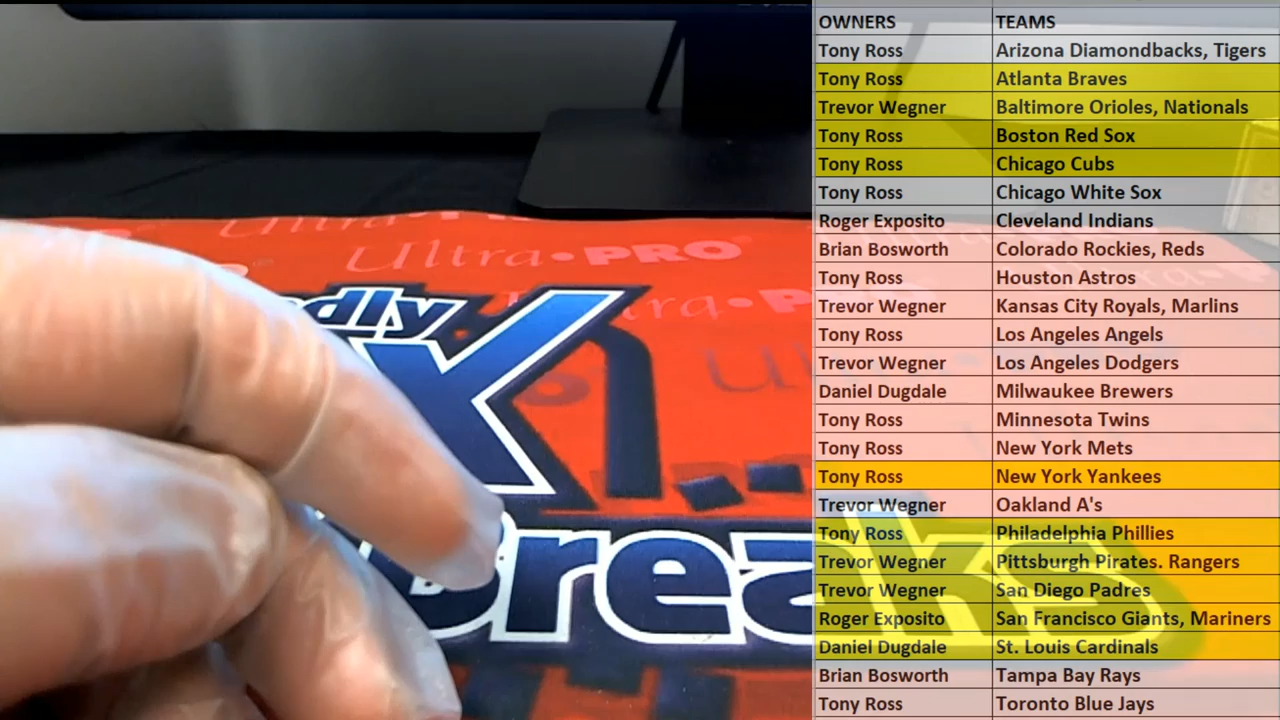 Ultra PRO
Ultra•PRO
dly
X
Brea
OWNERS TEAMS
Tony Ross Arizona Diamondbacks, Tigers
Tony Ross Atlanta Braves
Trevor Wegner Baltimore Orioles, Nationals
Tony Ross Boston Red Sox
Tony Ross Chicago Cubs
Tony Ross Chicago White Sox
Roger Exposito Cleveland Indians
Brian Bosworth Colorado Rockies, Reds
Tony Ross Houston Astros
Trevor Wegner Kansas City Royals, Marlins
Tony Ross Los Angeles Angels
Trevor Wegner Los Angeles Dodgers
Daniel Dugdale Milwaukee Brewers
Tony Ross Minnesota Twins
Tony Ross New York Mets
Tony Ross New York Yankees
Trevor Wegner Oakland A's
Tony Ross Philadelphia Phillies
Trevor Wegner Pittsburgh Pirates. Rangers
Trevor Wegner San Diego Padres
Roger Exposito San Francisco Giants, Mariners
Daniel Dugdale St. Louis Cardinals
Brian Bosworth Tampa Bay Rays
Tony Ross Toronto Blue Jays
aks